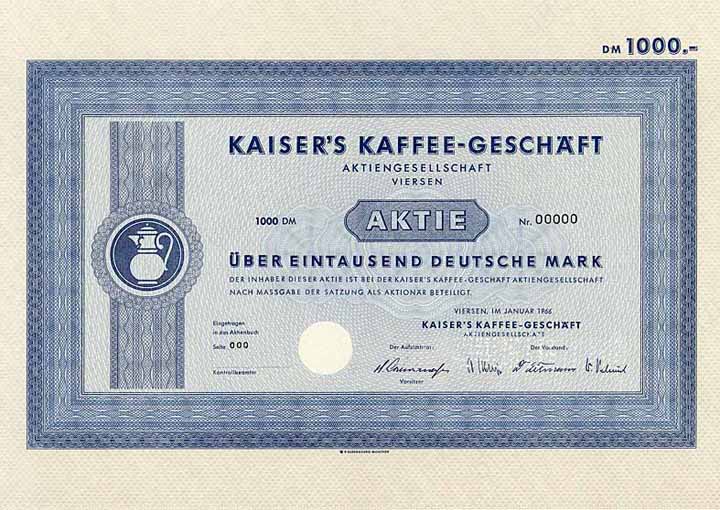 DM 1000.-
KAISER'S KAFFEE-GESCHÄFT
AKTIENGESELLSCHAFT
VIERSEN
1000 DM AKTIE Nr. 00000
ÜBER EINTAUSEND DEUTSCHE MARK
DER INHABER DIESER AKTIE IST BEI DER KAISER'S KAFFEE-GESCHÄFT AKTIENGESELLSCHAFT
NACH MASSGABE DER SATZUNG ALS AKTIONÄR BETEILIGT.
VIERSEN, IM JANUAR 1966
KAISER'S KAFFEE-GESCHÄFT
AKTIENGESELLSCHAFT
Eingetragen
in das Aktienbuch
Seite 000
Kontrollbeamter
Der Aufsichtsrat: Der Vorstand:
Vorsitzer